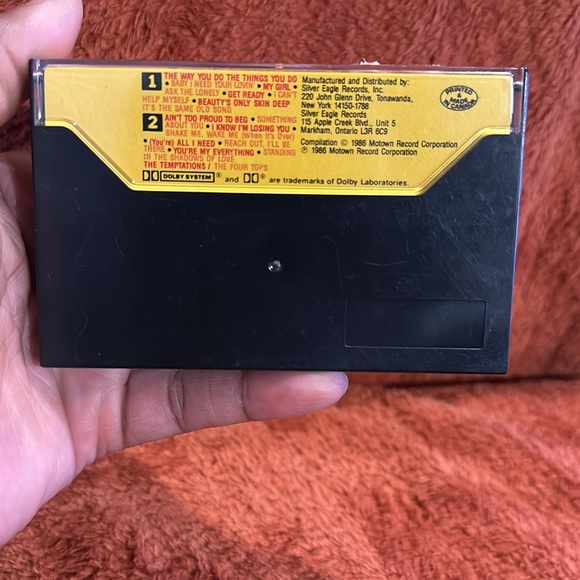 1 THE WAY YOU DO THE THINGS YOU DO
• BABY I NEED YOUR LOVIN' • MY GIRL •
ASK THE LONELY • GET READY • I CAN'T
HELP MYSELF • BEAUTY'S ONLY SKIN DEEP
IT'S THE SAME OLD SONG
2 AIN'T TOO PROUD TO BEG • SOMETHING
ABOUT YOU • I KNOW I'M LOSING YOU •
SHAKE ME, WAKE ME (When It's Over)
• (You're) ALL I NEED • REACH OUT, I'LL BE
THERE • YOU'RE MY EVERYTHING • STANDING
IN THE SHADOWS OF LOVE
THE TEMPTATIONS / THE FOUR TOPS
DOLBY SYSTEM® and ® are trademarks of Dolby Laboratories.
Manufactured and Distributed by:
Silver Eagle Records, Inc.
220 John Glenn Drive, Tonawanda,
New York 14150-1788
Silver Eagle Records
115 Apple Creek Blvd., Unit 5
Markham, Ontario L3R 6C9
Compilation © 1986 Motown Record Corporation
℗ 1986 Motown Record Corporation
PRINTED
&
MADE
IN CANADA